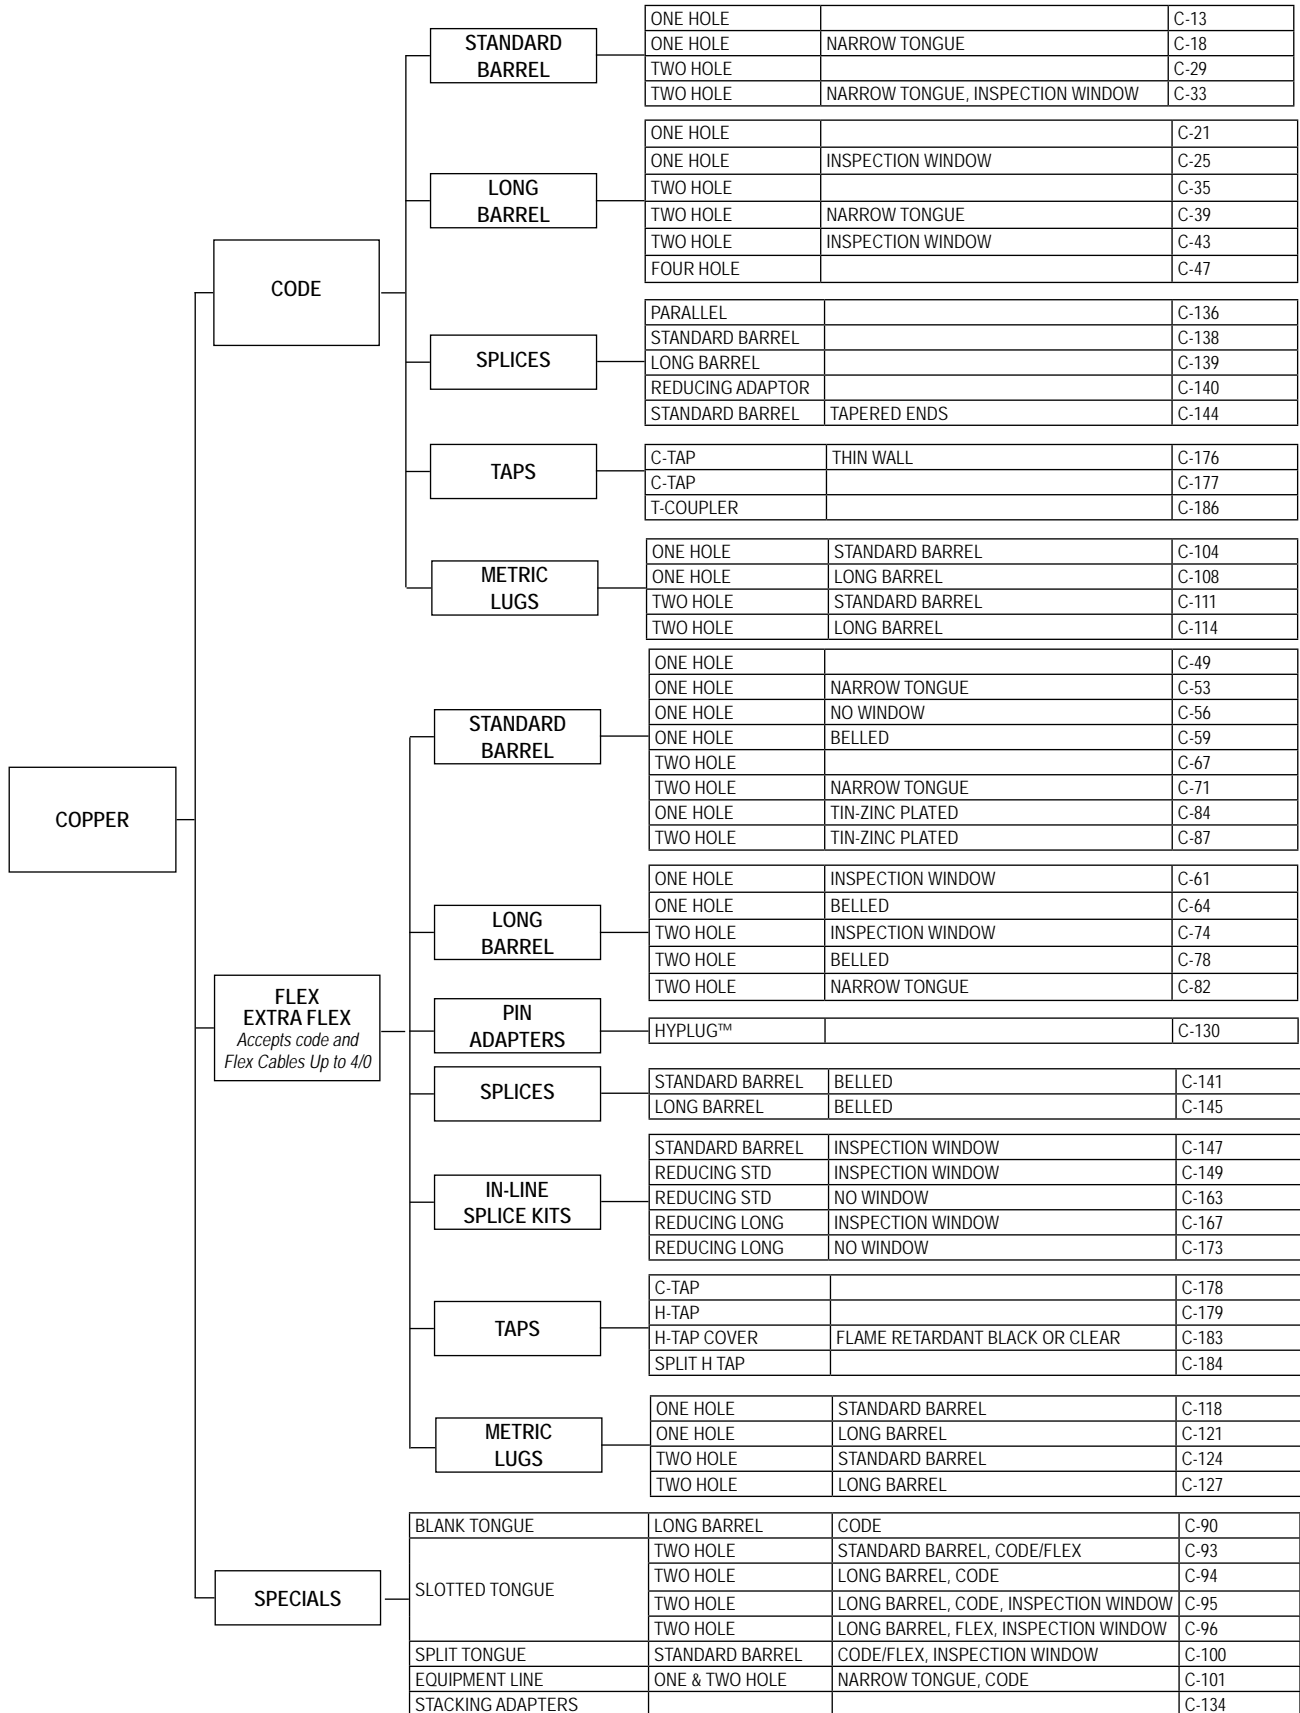 COPPER
CODE
STANDARD
BARREL
ONE HOLE C-13
ONE HOLE NARROW TONGUE C-18
TWO HOLE C-29
TWO HOLE NARROW TONGUE, INSPECTION WINDOW C-33
LONG
BARREL
ONE HOLE C-21
ONE HOLE INSPECTION WINDOW C-25
TWO HOLE C-35
TWO HOLE NARROW TONGUE C-39
TWO HOLE INSPECTION WINDOW C-43
FOUR HOLE C-47
SPLICES
PARALLEL C-136
STANDARD BARREL C-138
LONG BARREL C-139
REDUCING ADAPTOR C-140
STANDARD BARREL TAPERED ENDS C-144
TAPS
C-TAP THIN WALL C-176
C-TAP C-177
T-COUPLER C-186
METRIC
LUGS
ONE HOLE STANDARD BARREL C-104
ONE HOLE LONG BARREL C-108
TWO HOLE STANDARD BARREL C-111
TWO HOLE LONG BARREL C-114
FLEX
EXTRA FLEX
Accepts code and
Flex Cables Up to 4/0
STANDARD
BARREL
ONE HOLE C-49
ONE HOLE NARROW TONGUE C-53
ONE HOLE NO WINDOW C-56
ONE HOLE BELLED C-59
TWO HOLE C-67
TWO HOLE NARROW TONGUE C-71
ONE HOLE TIN-ZINC PLATED C-84
TWO HOLE TIN-ZINC PLATED C-87
LONG
BARREL
ONE HOLE INSPECTION WINDOW C-61
ONE HOLE BELLED C-64
TWO HOLE INSPECTION WINDOW C-74
TWO HOLE BELLED C-78
TWO HOLE NARROW TONGUE C-82
PIN
ADAPTERS
HYPLUG™ C-130
SPLICES
STANDARD BARREL BELLED C-141
LONG BARREL BELLED C-145
IN-LINE
SPLICE KITS
STANDARD BARREL INSPECTION WINDOW C-147
REDUCING STD INSPECTION WINDOW C-149
REDUCING STD NO WINDOW C-163
REDUCING LONG INSPECTION WINDOW C-167
REDUCING LONG NO WINDOW C-173
TAPS
C-TAP C-178
H-TAP C-179
H-TAP COVER FLAME RETARDANT BLACK OR CLEAR C-183
SPLIT H TAP C-184
METRIC
LUGS
ONE HOLE STANDARD BARREL C-118
ONE HOLE LONG BARREL C-121
TWO HOLE STANDARD BARREL C-124
TWO HOLE LONG BARREL C-127
SPECIALS
BLANK TONGUE LONG BARREL CODE C-90
SLOTTED TONGUE
TWO HOLE STANDARD BARREL, CODE/FLEX C-93
TWO HOLE LONG BARREL, CODE C-94
TWO HOLE LONG BARREL, CODE, INSPECTION WINDOW C-95
TWO HOLE LONG BARREL, FLEX, INSPECTION WINDOW C-96
SPLIT TONGUE STANDARD BARREL CODE/FLEX, INSPECTION WINDOW C-100
EQUIPMENT LINE ONE & TWO HOLE NARROW TONGUE, CODE C-101
STACKING ADAPTERS C-134